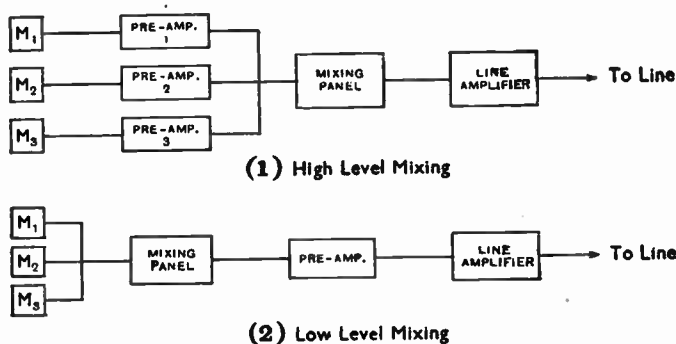 M1
PRE-AMP.
1
M2
PRE-AMP.
2
M3
PRE-AMP.
3
MIXING
PANEL
LINE
AMPLIFIER
To Line
(1) High Level Mixing
M1
M2
M3
MIXING
PANEL
PRE-AMP.
LINE
AMPLIFIER
To Line
(2) Low Level Mixing